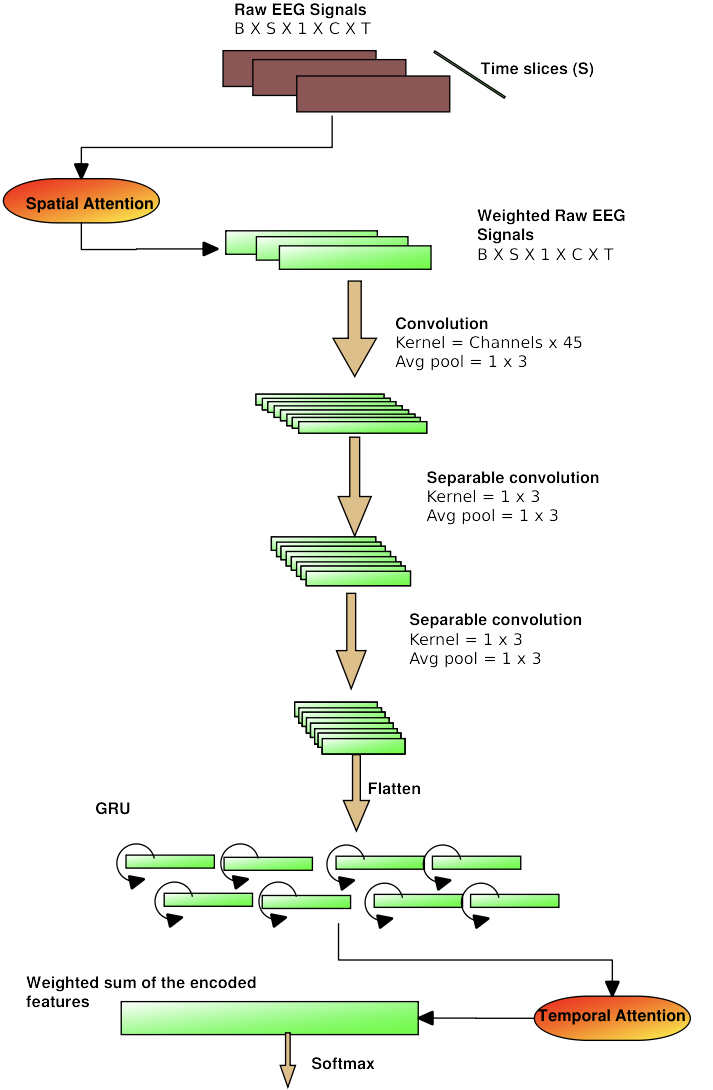 Raw EEG Signals
B X S X 1 X C X T
Time slices (S)
Spatial Attention
Weighted Raw EEG
Signals
B X S X 1 X C X T
Convolution
Kernel = Channels x 45
Avg pool = 1 x 3
Separable convolution
Kernel = 1 x 3
Avg pool = 1 x 3
Separable convolution
Kernel = 1 x 3
Avg pool = 1 x 3
Flatten
GRU
Weighted sum of the encoded
features
Temporal Attention
Softmax